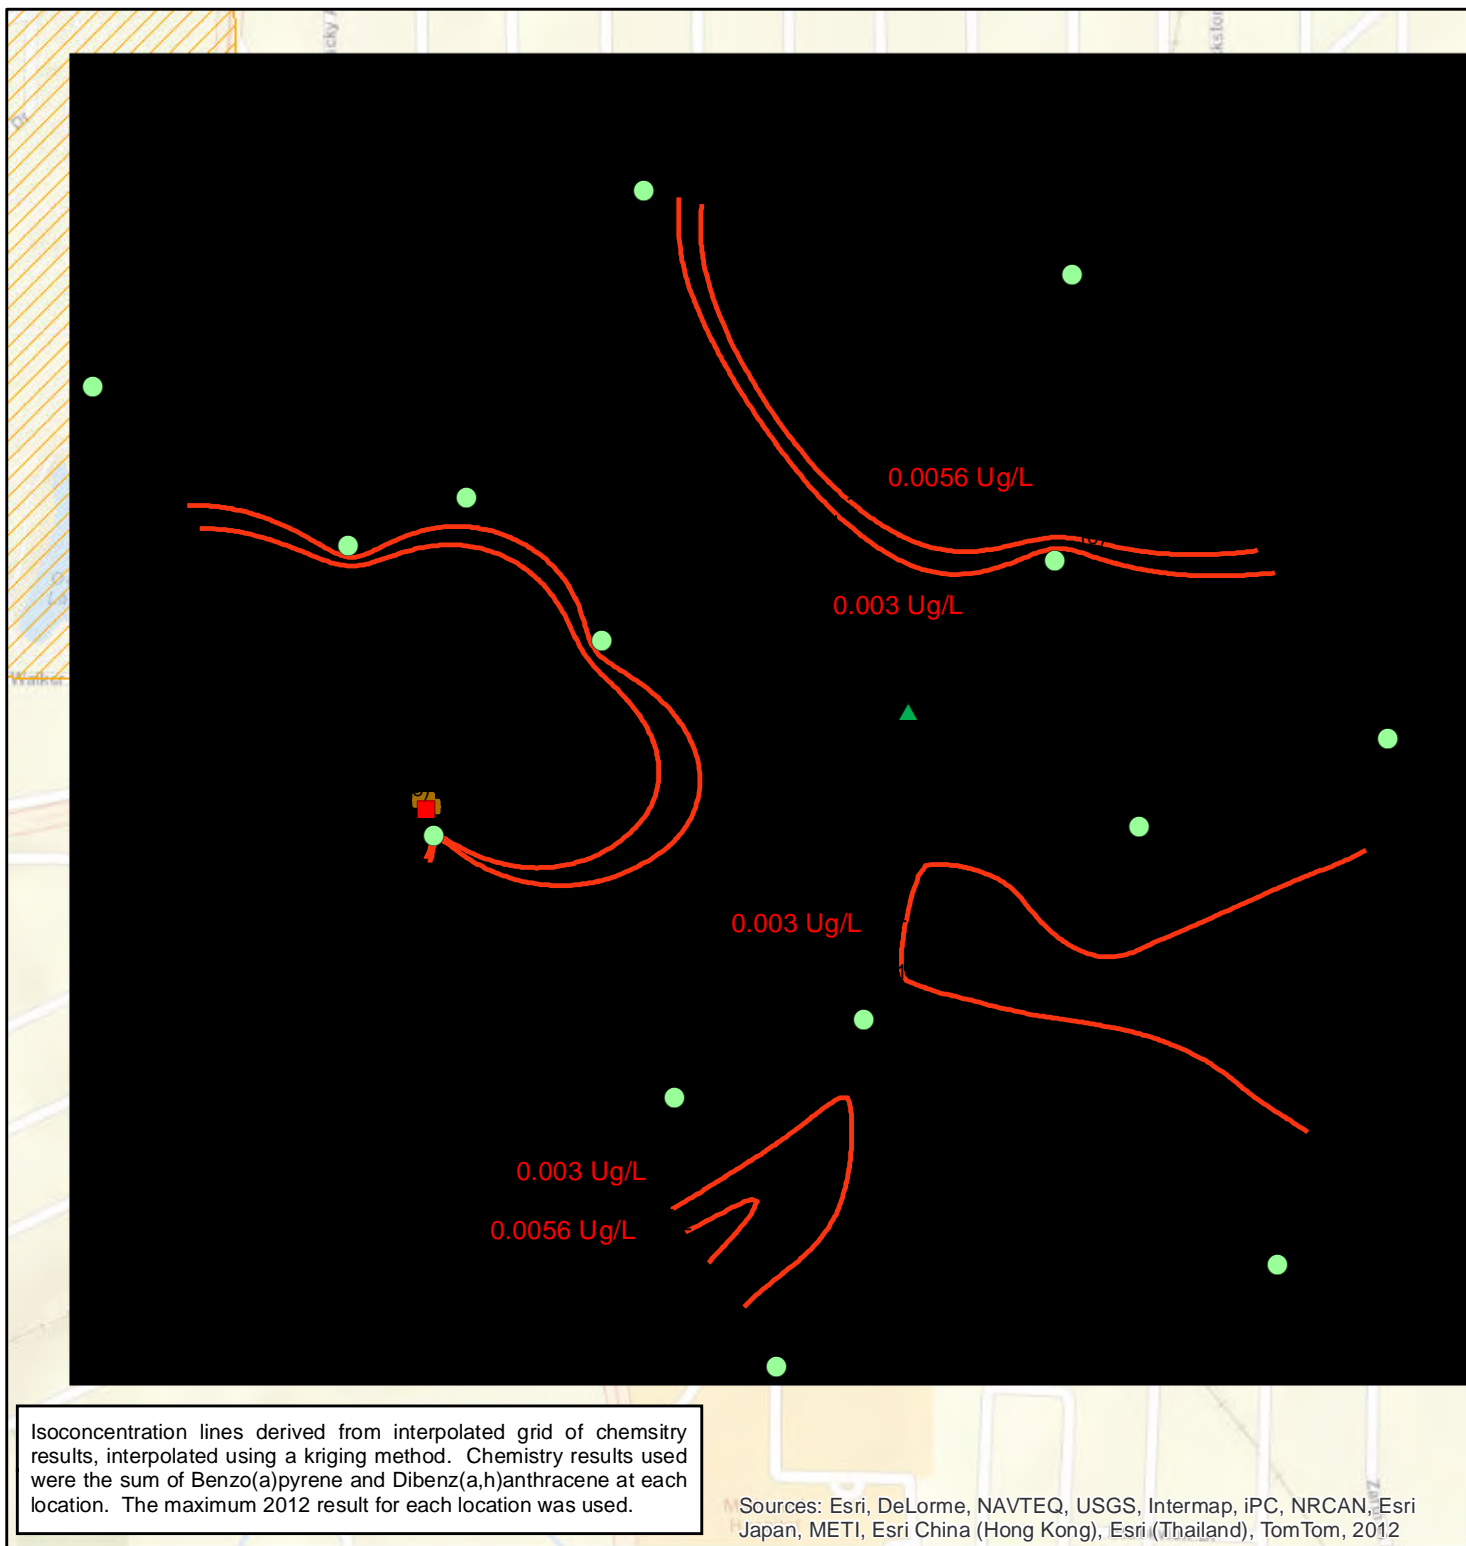 0.0056 Ug/L
0.003 Ug/L
0.003 Ug/L
0.003 Ug/L
0.0056 Ug/L
Isoconcentration lines derived from interpolated grid of chemsitry
results, interpolated using a kriging method. Chemistry results used
were the sum of Benzo(a)pyrene and Dibenz(a,h)anthracene at each
location. The maximum 2012 result for each location was used.
Sources: Esri, DeLorme, NAVTEQ, USGS, Intermap, iPC, NRCAN, Esri
Japan, METI, Esri China (Hong Kong), Esri (Thailand), TomTom, 2012